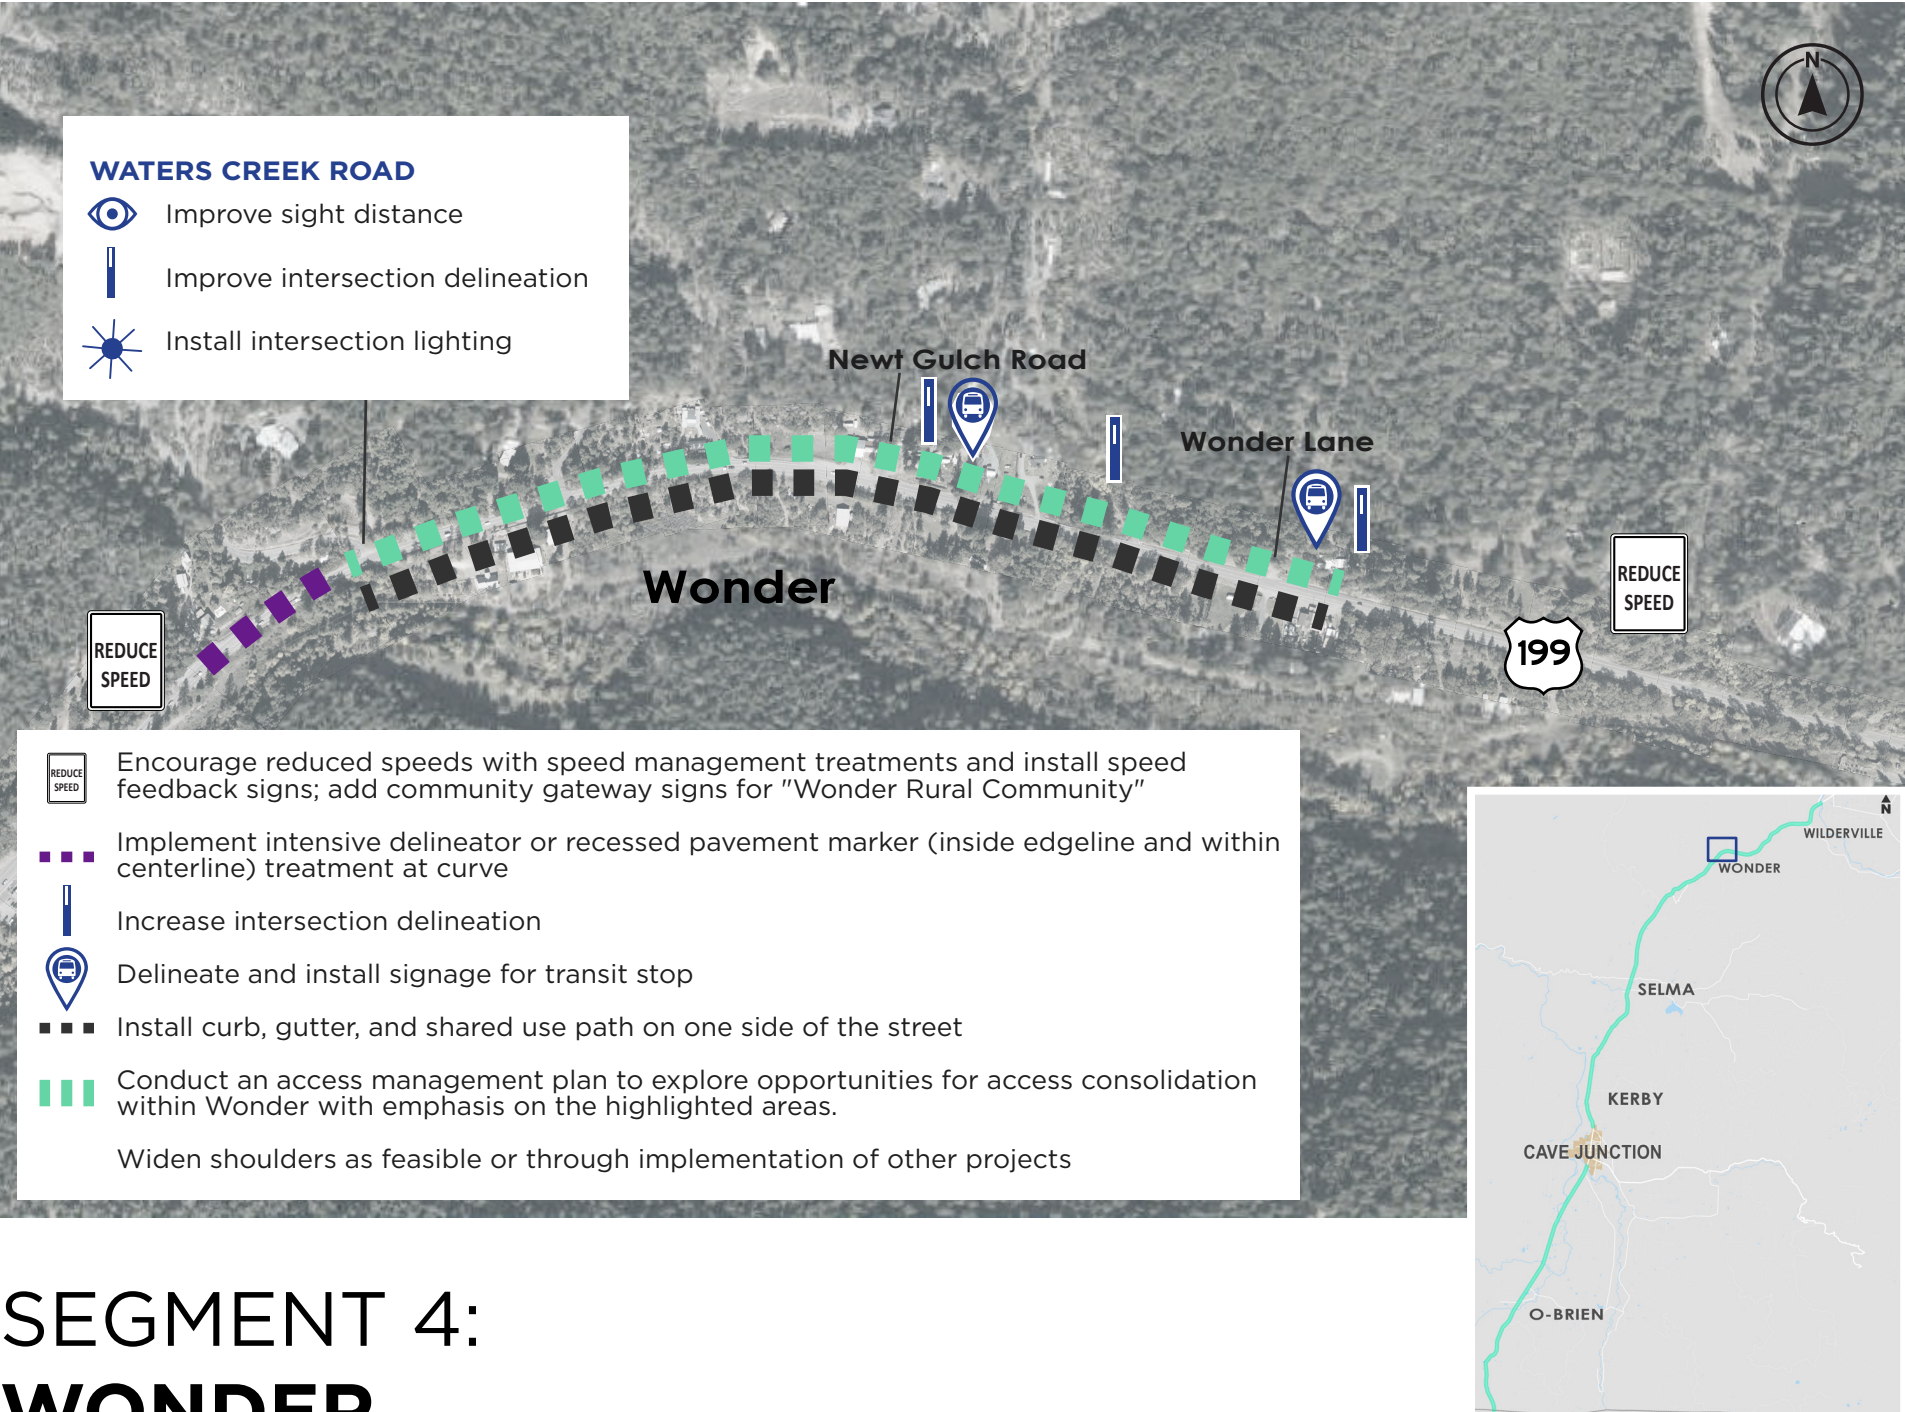 N
WATERS CREEK ROAD
Improve sight distance
Improve intersection delineation
Install intersection lighting
Newt Gulch Road
Wonder Lane
Wonder
REDUCE
SPEED
REDUCE
SPEED
199
REDUCE
SPEED
Encourage reduced speeds with speed management treatments and install speed
feedback signs; add community gateway signs for "Wonder Rural Community"
Implement intensive delineator or recessed pavement marker (inside edgeline and within
centerline) treatment at curve
Increase intersection delineation
Delineate and install signage for transit stop
Install curb, gutter, and shared use path on one side of the street
Conduct an access management plan to explore opportunities for access consolidation
within Wonder with emphasis on the highlighted areas.
Widen shoulders as feasible or through implementation of other projects
N
WILDERVILLE
WONDER
SELMA
KERBY
CAVE JUNCTION
O-BRIEN
SEGMENT 4:
WONDER